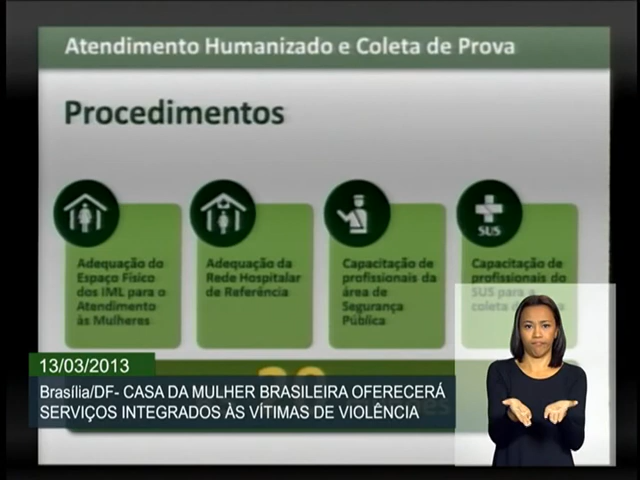 Atendimento Humanizado e Coleta de Prova
Procedimentos
Adequação do
Espaço Físico
dos IML para o
Atendimento
às Mulheres
Adequação da
Rede Hospitalar
de Referência
Capacitação de
profissionais da
área de
Segurança
Pública
SUS
Capacitação de
profissionais do
SUS para a
coleta
13/03/2013
Brasília/DF- CASA DA MULHER BRASILEIRA OFERECERÁ
SERVIÇOS INTEGRADOS ÀS VÍTIMAS DE VIOLÊNCIA